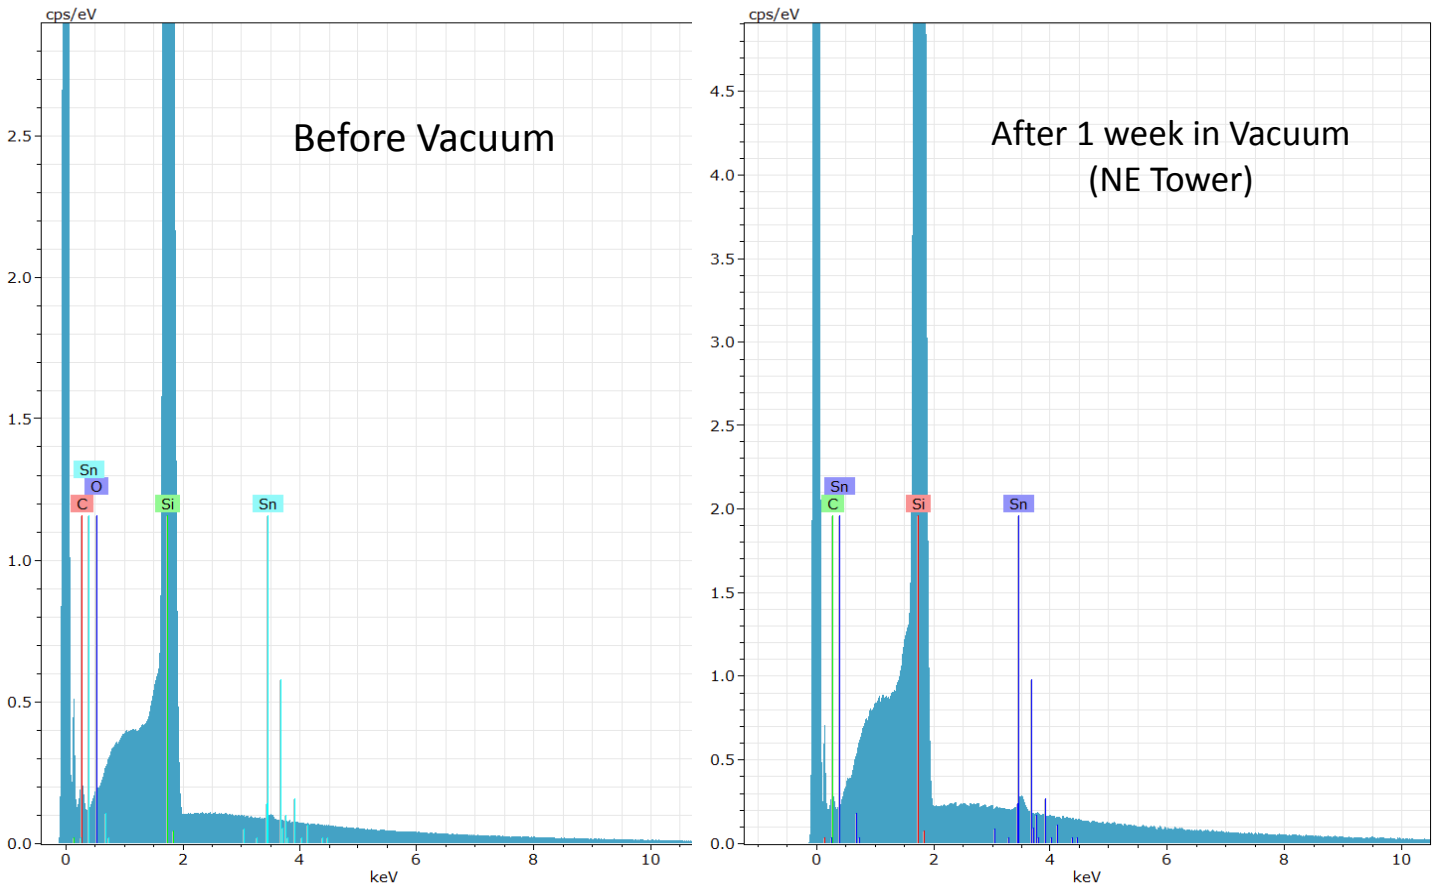 cps/eV
Before Vacuum
2.5
2.0
1.5
1.0
0.5
0.0
Sn
O
C
Si
Sn
0 2 4 6 8 10
keV
cps/eV
After 1 week in Vacuum
(NE Tower)
4.5
4.0
3.5
3.0
2.5
2.0
1.5
1.0
0.5
0.0
Sn
C
Si
Sn
0 2 4 6 8 10
keV